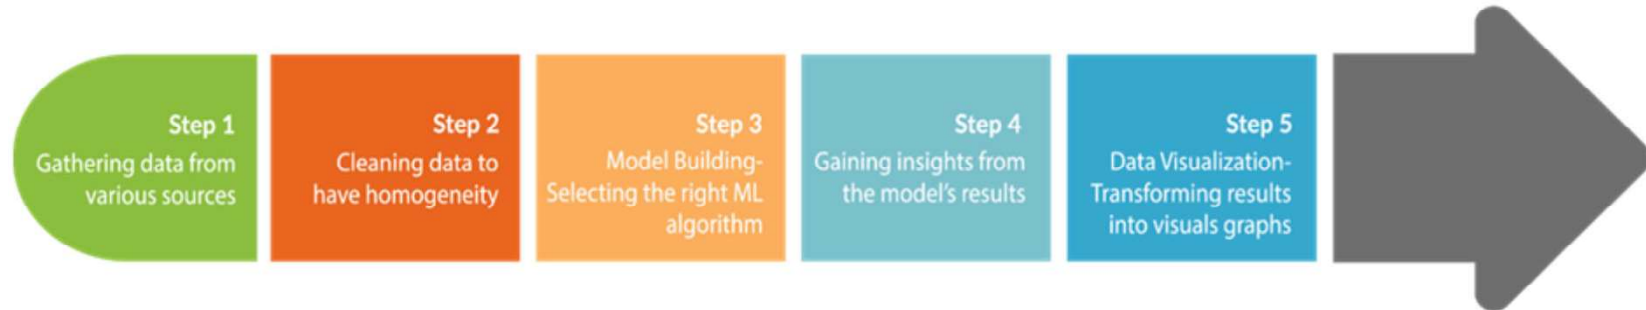 Step 1
Gathering data from
various sources
Step 2
Cleaning data to
have homogeneity
Step 3
Model Building-
Selecting the right ML
algorithm
Step 4
Gaining insights from
the model's results
Step 5
Data Visualization-
Transforming results
into visuals graphs